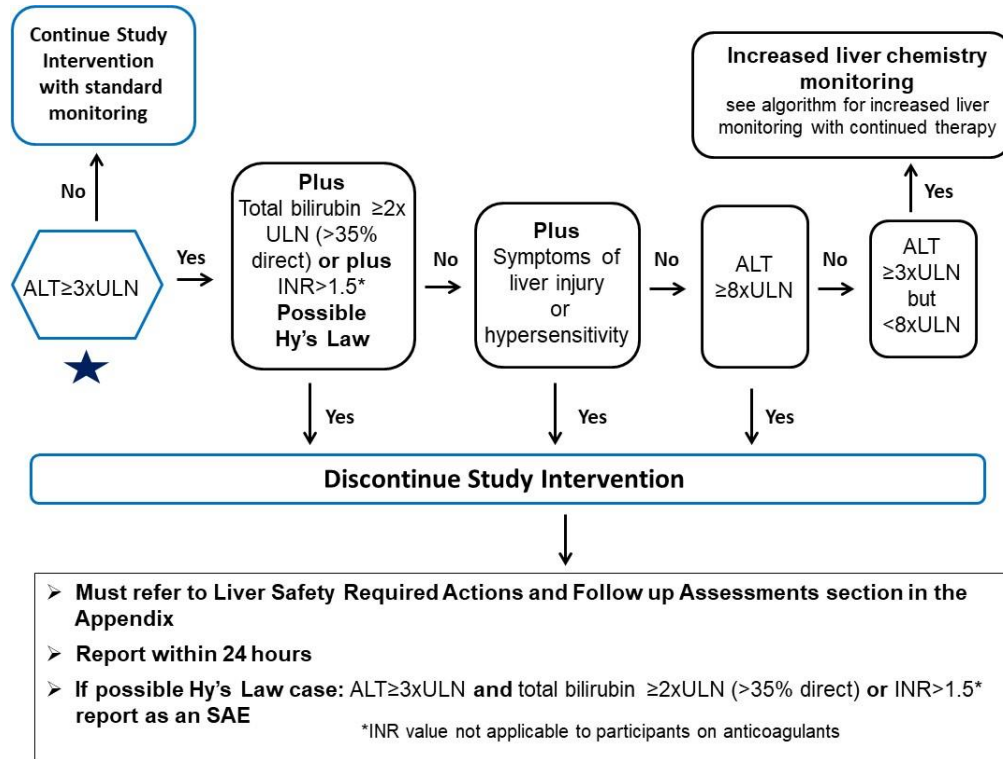 Continue Study
Intervention
with standard
monitoring
Increased liver chemistry
monitoring
see algorithm for increased liver
monitoring with continued therapy
No
Yes
ALT≥3xULN
Yes
Plus
Total bilirubin ≥2x
ULN (>35%
direct) or plus
INR>1.5*
Possible
Hy's Law
No
Plus
Symptoms of
liver injury
or
hypersensitivity
No
ALT
≥8xULN
No
ALT
≥3xULN
but
<8xULN
Yes
Yes
Yes
Discontinue Study Intervention
➢ Must refer to Liver Safety Required Actions and Follow up Assessments section in the
Appendix
➢ Report within 24 hours
➢ If possible Hy's Law case: ALT≥3xULN and total bilirubin ≥2xULN (>35% direct) or INR>1.5*
report as an SAE
*INR value not applicable to participants on anticoagulants